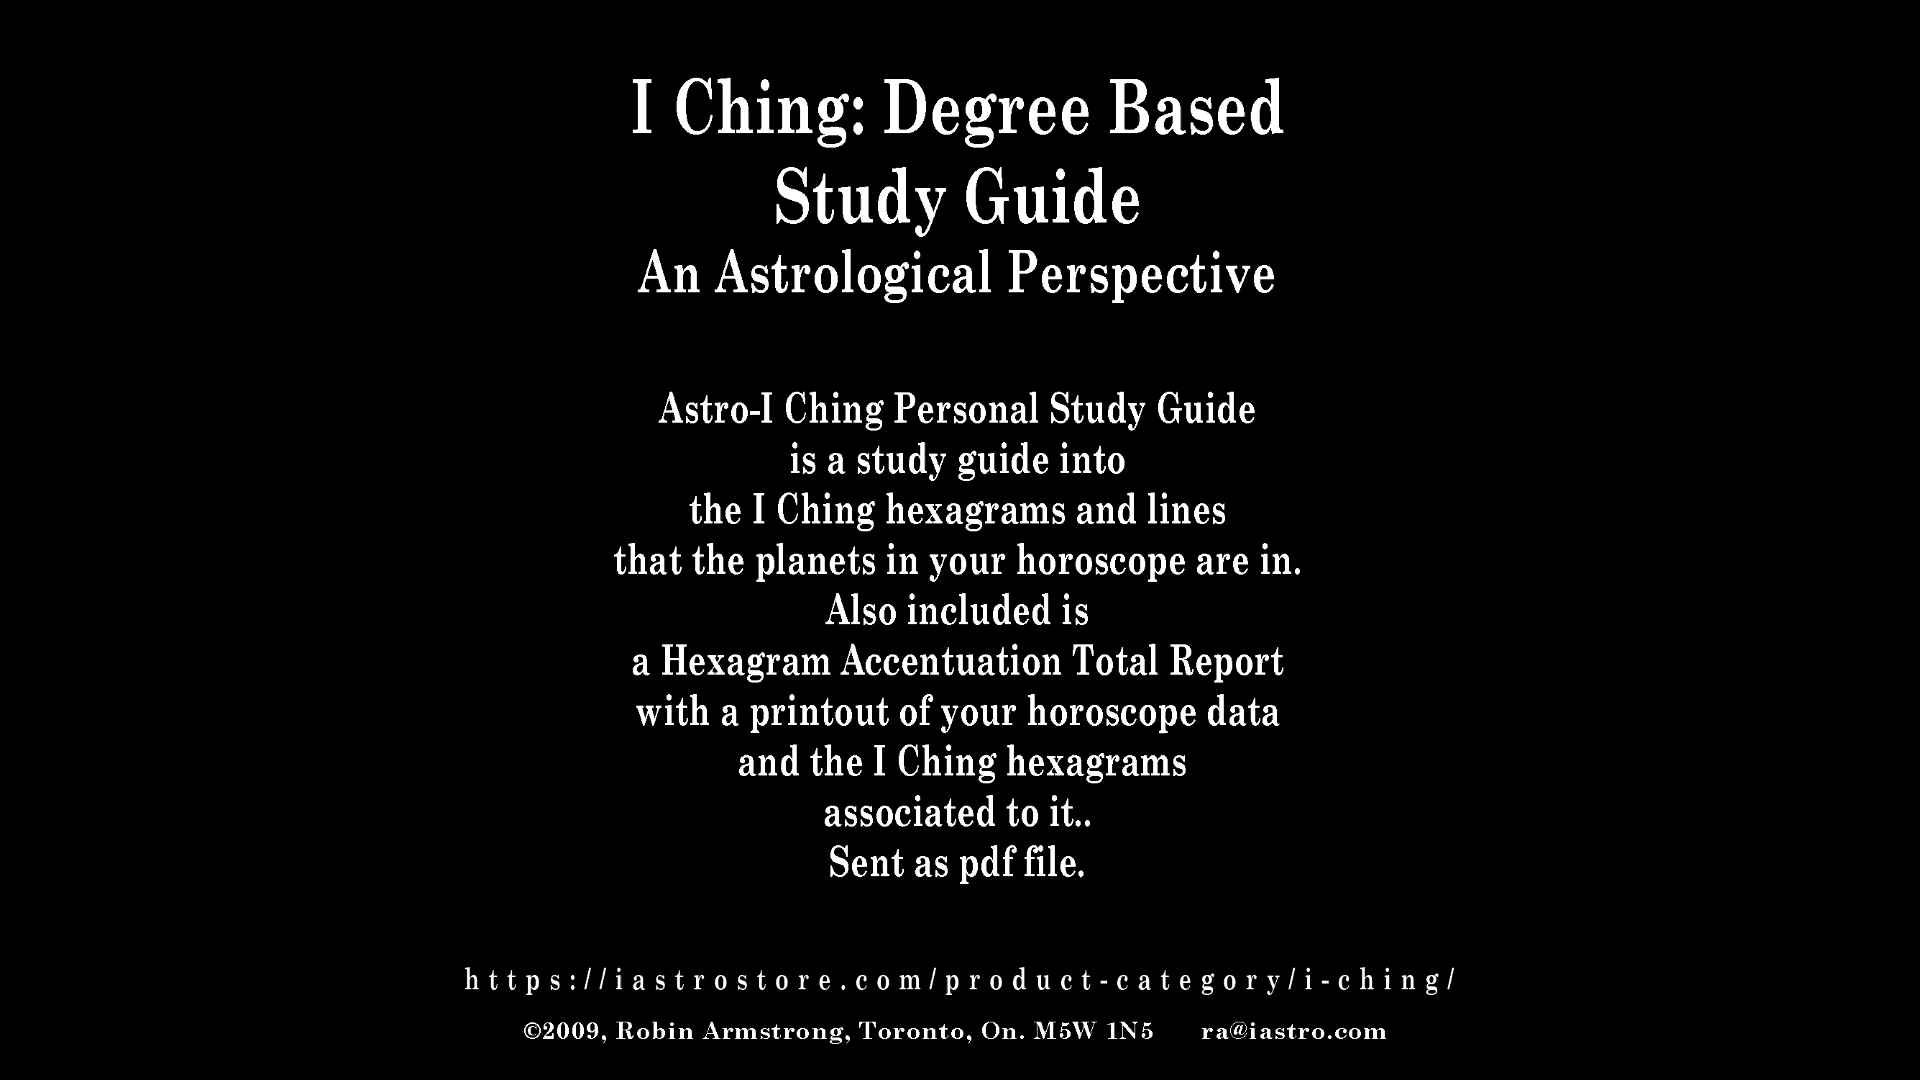 I Ching: Degree Based
Study Guide
An Astrological Perspective
Astro-I Ching Personal Study Guide
is a study guide into
the I Ching hexagrams and lines
that the planets in your horoscope are in.
Also included is
a Hexagram Accentuation Total Report
with a printout of your horoscope data
and the I Ching hexagrams
associated to it..
Sent as pdf file.
https://iastrostore.com/product-category/i-ching/
©2009, Robin Armstrong, Toronto, On. M5W 1N5 ra@iastro.com